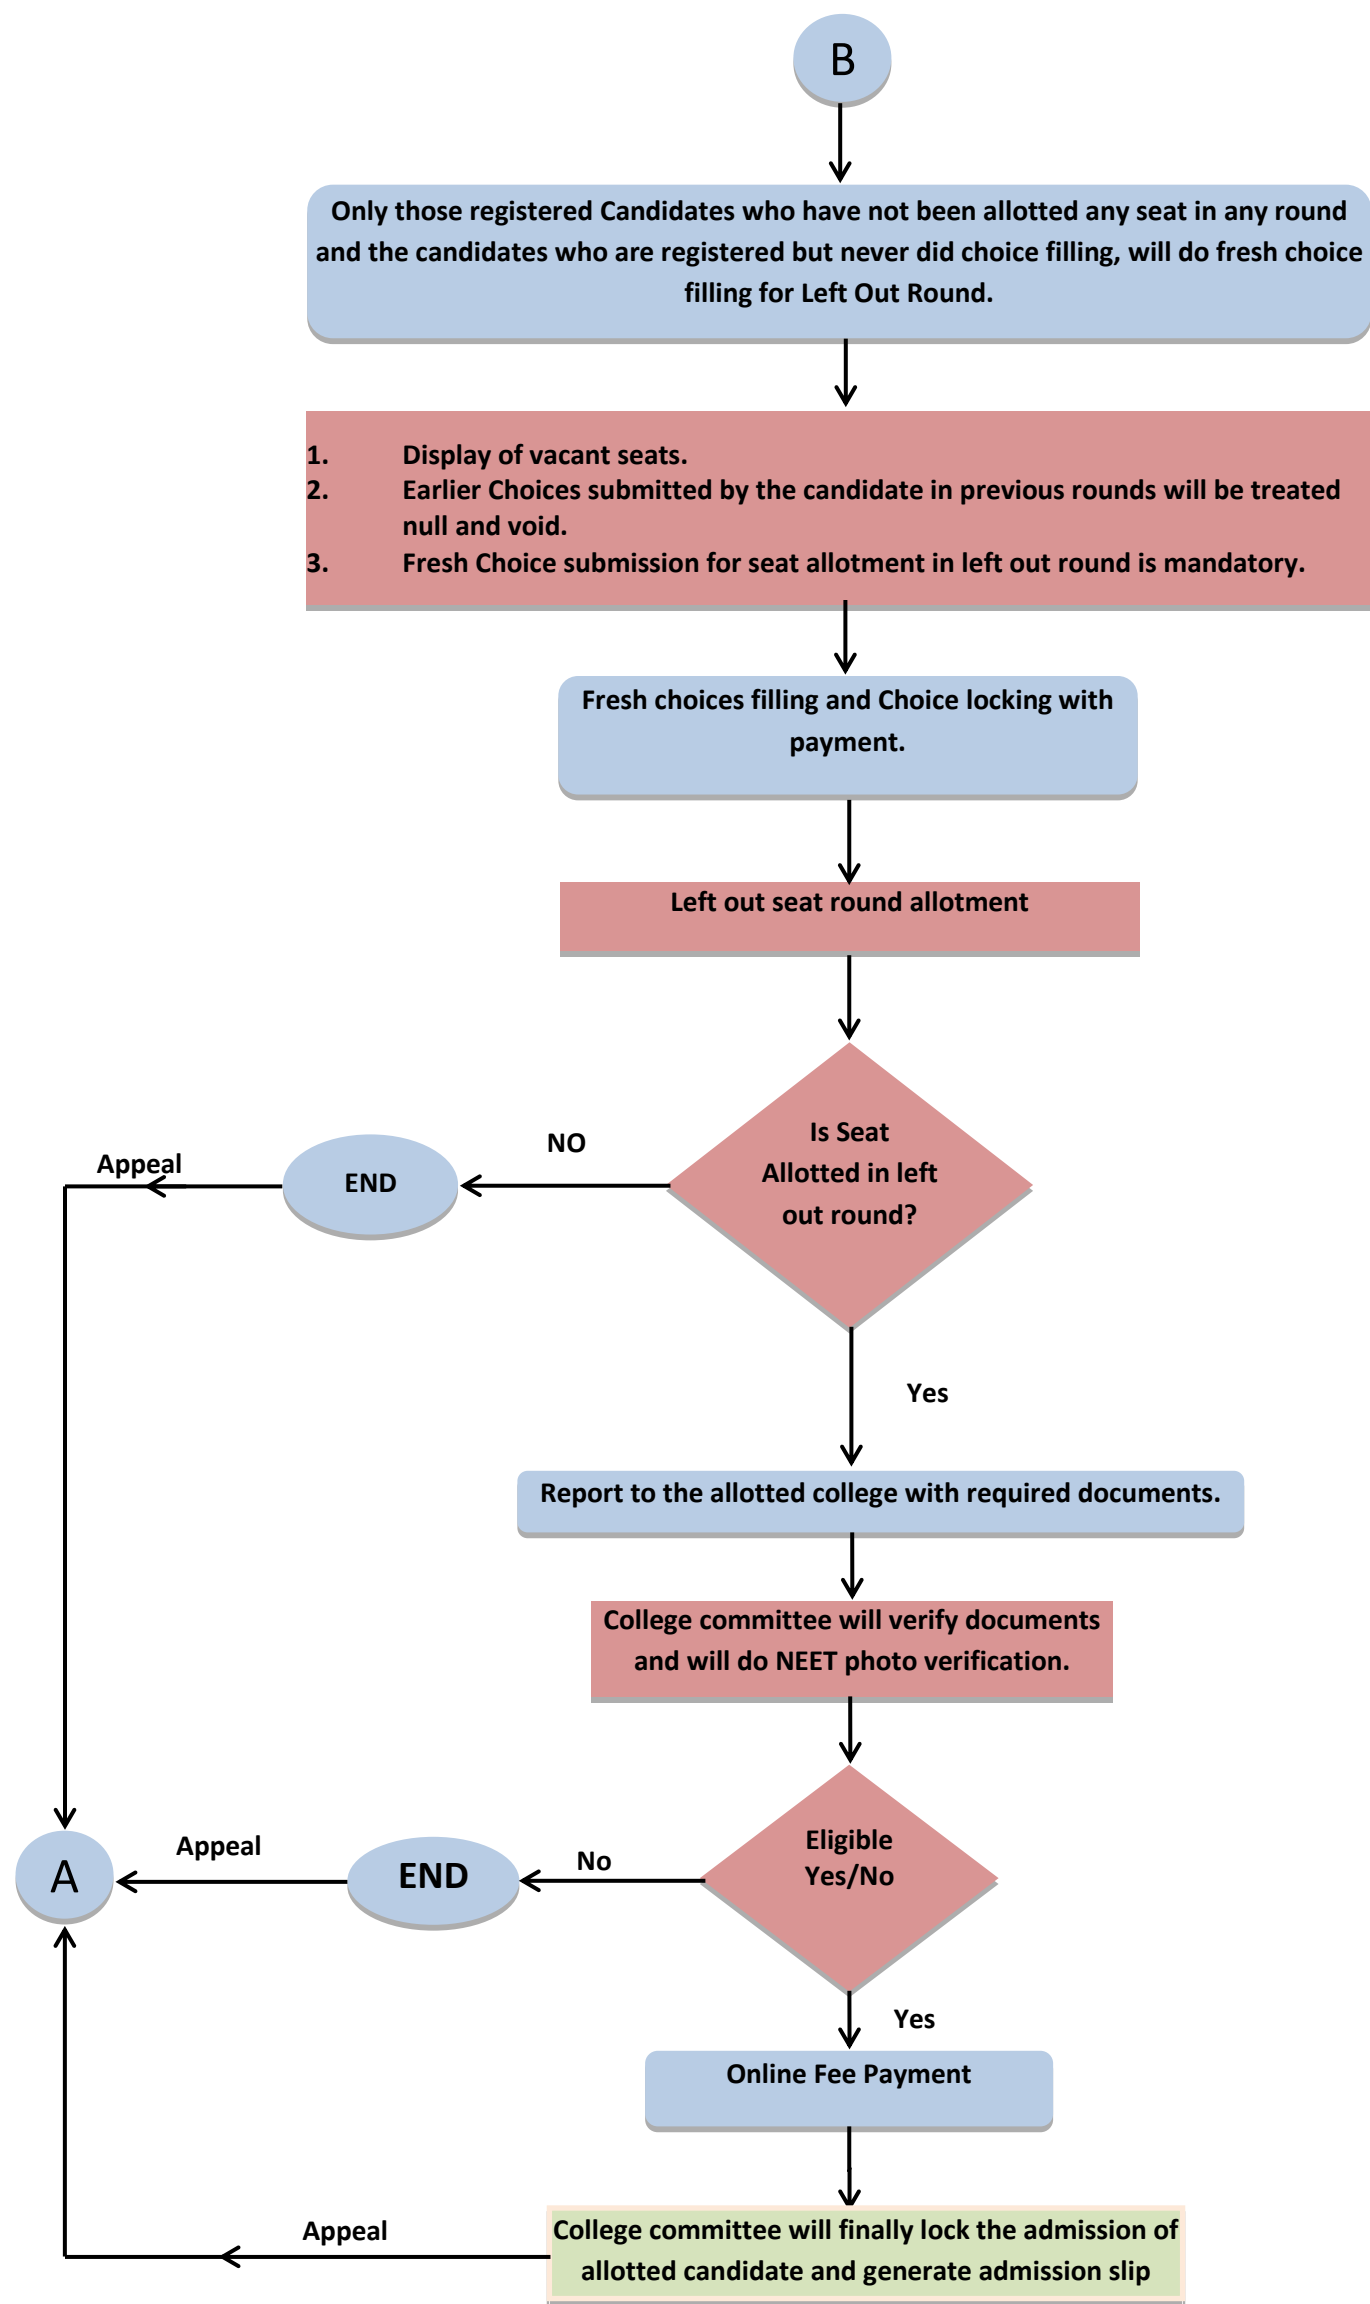 B
Only those registered Candidates who have not been allotted any seat in any round
and the candidates who are registered but never did choice filling, will do fresh choice
filling for Left Out Round.
1. Display of vacant seats.
2. Earlier Choices submitted by the candidate in previous rounds will be treated
null and void.
3. Fresh Choice submission for seat allotment in left out round is mandatory.
Fresh choices filling and Choice locking with
payment.
Left out seat round allotment
Is Seat
Allotted in left
out round?
NO
END
Appeal
Yes
Report to the allotted college with required documents.
College committee will verify documents
and will do NEET photo verification.
Eligible
Yes/No
No
END
Appeal
A
Yes
Online Fee Payment
College committee will finally lock the admission of
allotted candidate and generate admission slip
Appeal